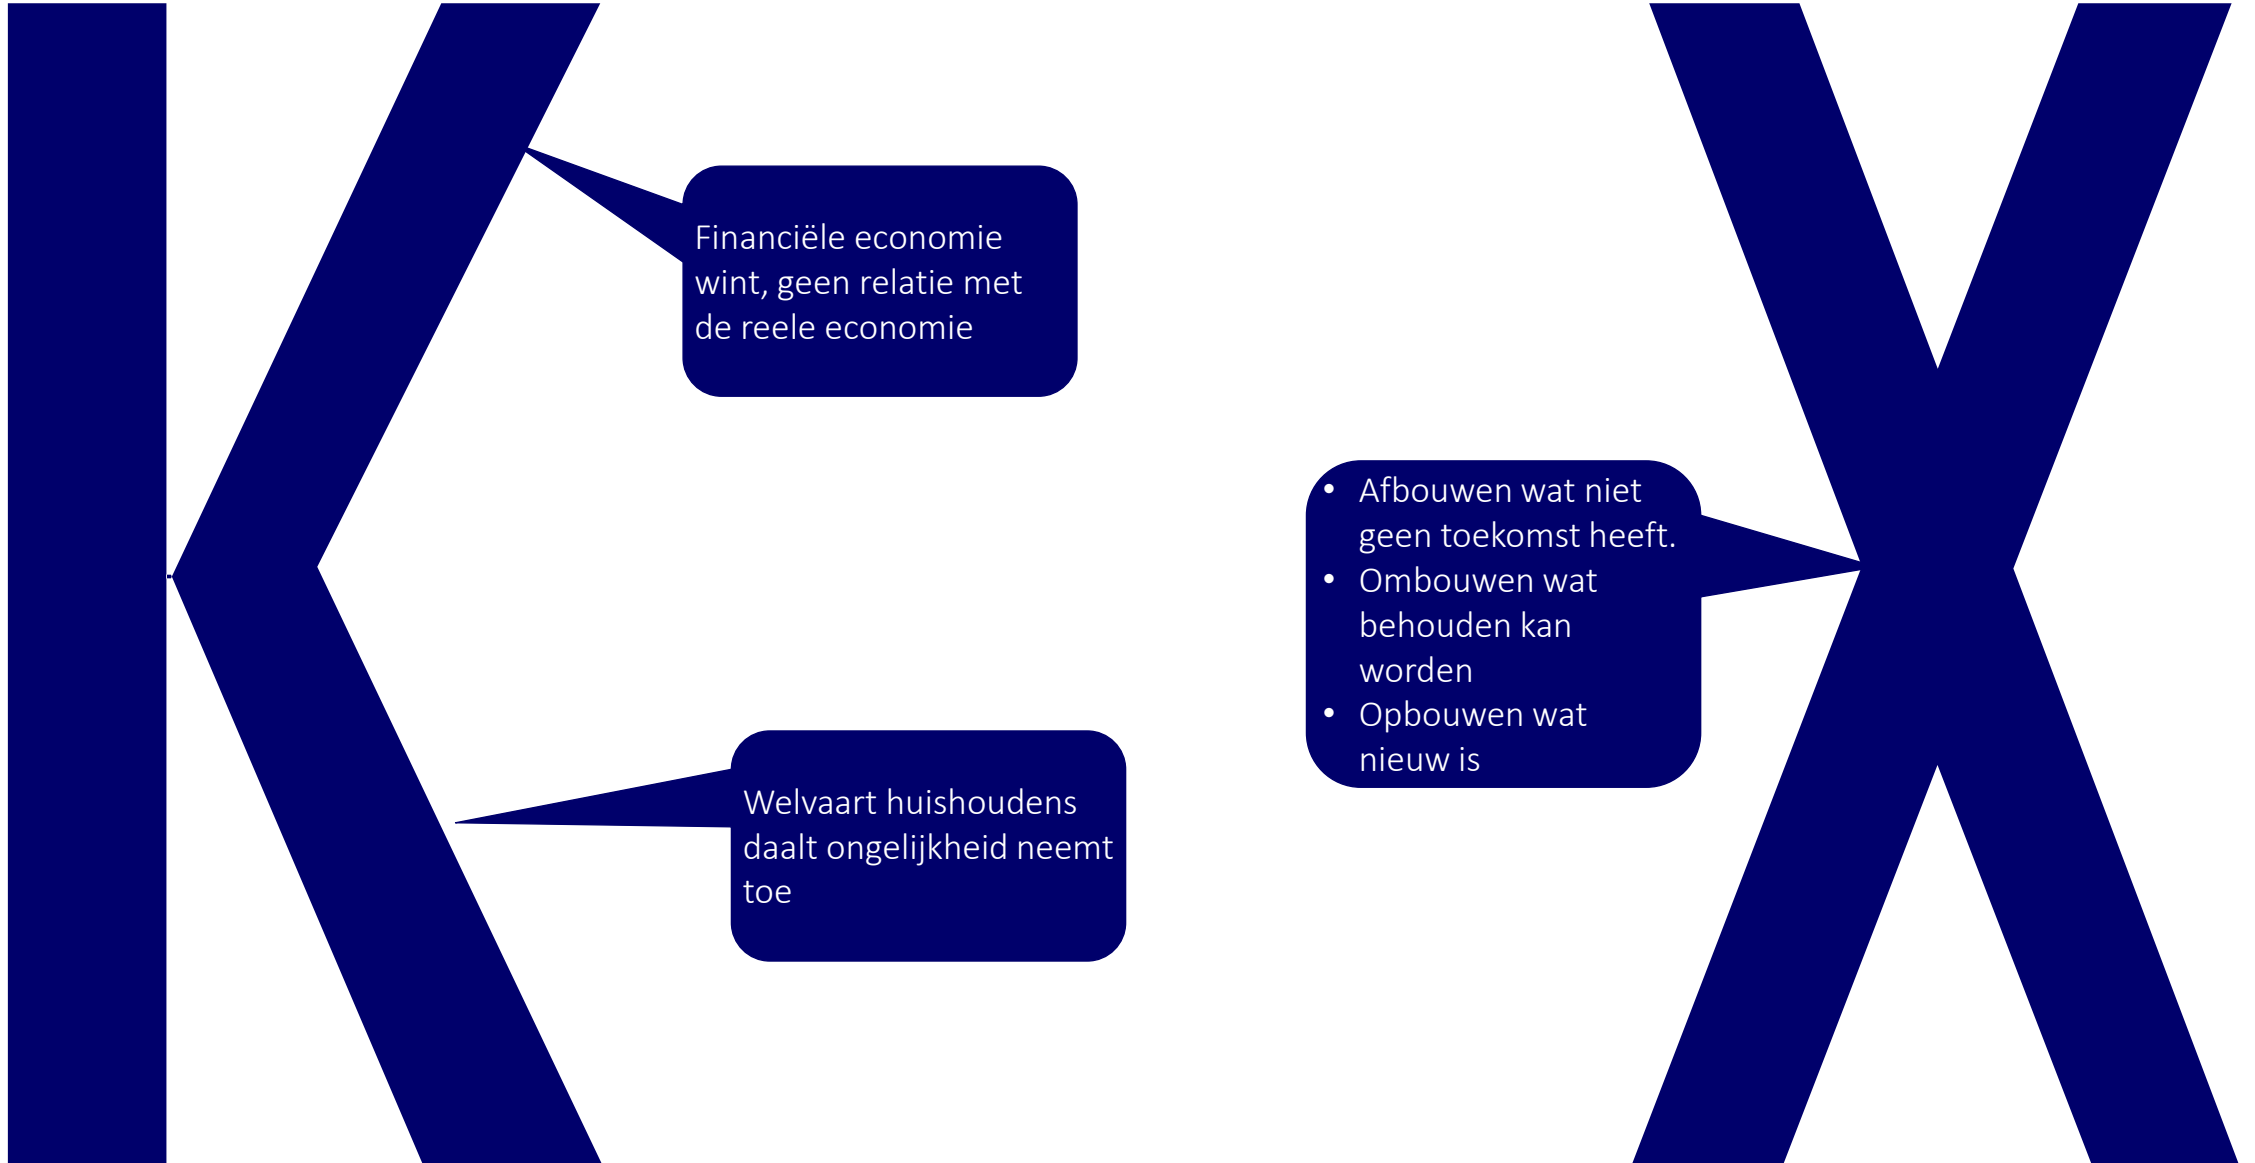 K
X
Financiële economie
wint, geen relatie met
de reele economie
• Afbouwen wat niet
geen toekomst heeft.
• Ombouwen wat
behouden kan
worden
• Opbouwen wat
nieuw is
Welvaart huishoudens
daalt ongelijkheid neemt
toe